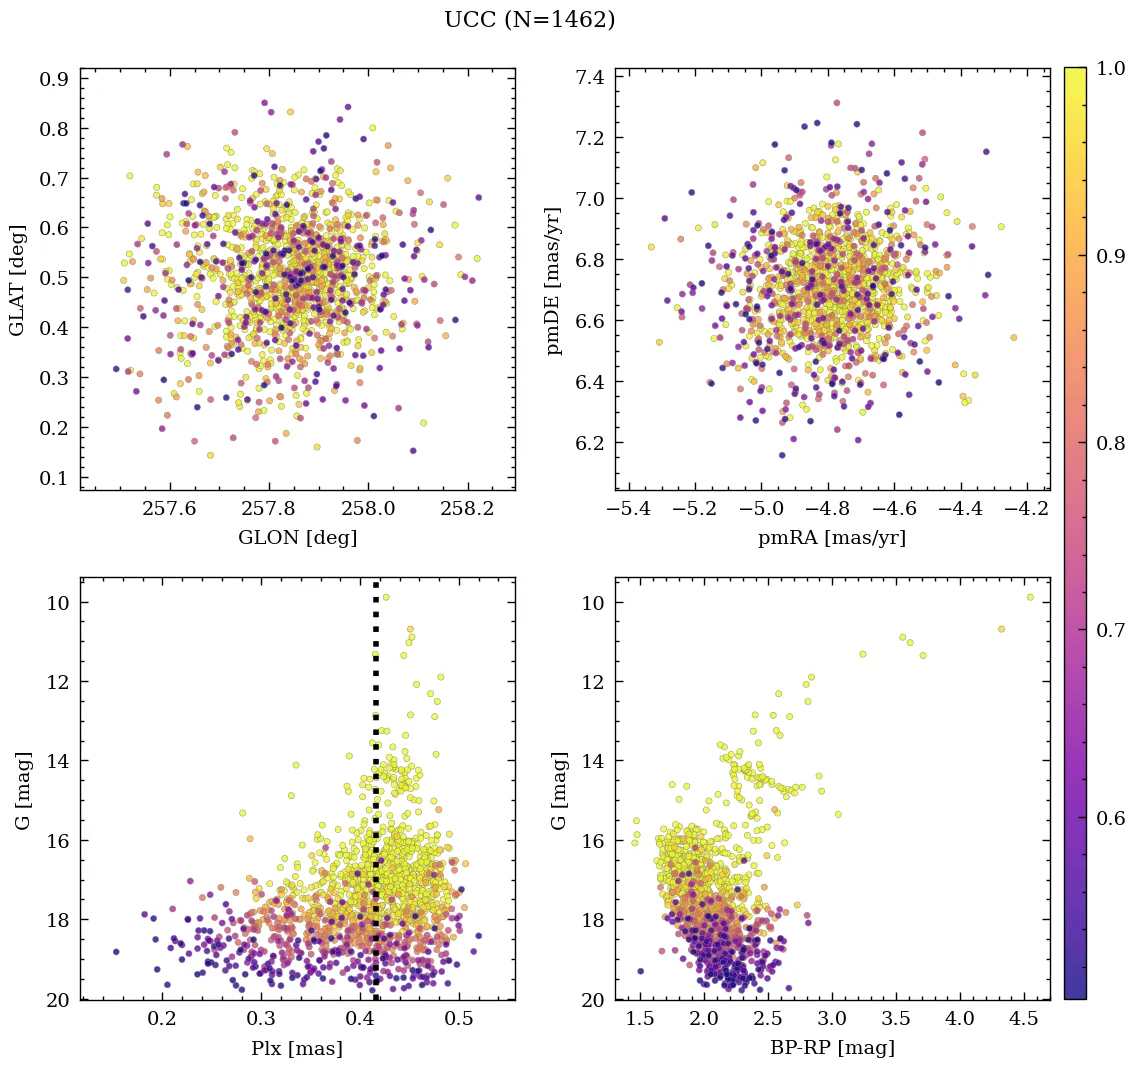 UCC (N=1462)
0.9
0.8
0.7
0.6
0.5
0.4
0.3
0.2
0.1
GLAT [deg]
257.6 257.8 258.0 258.2
GLON [deg]
7.4
7.2
7.0
6.8
6.6
6.4
6.2
pmDE [mas/yr]
−5.4 −5.2 −5.0 −4.8 −4.6 −4.4 −4.2
pmRA [mas/yr]
1.0
0.9
0.8
0.7
0.6
10
12
14
16
18
20
G [mag]
0.2 0.3 0.4 0.5
Plx [mas]
10
12
14
16
18
20
G [mag]
1.5 2.0 2.5 3.0 3.5 4.0 4.5
BP-RP [mag]